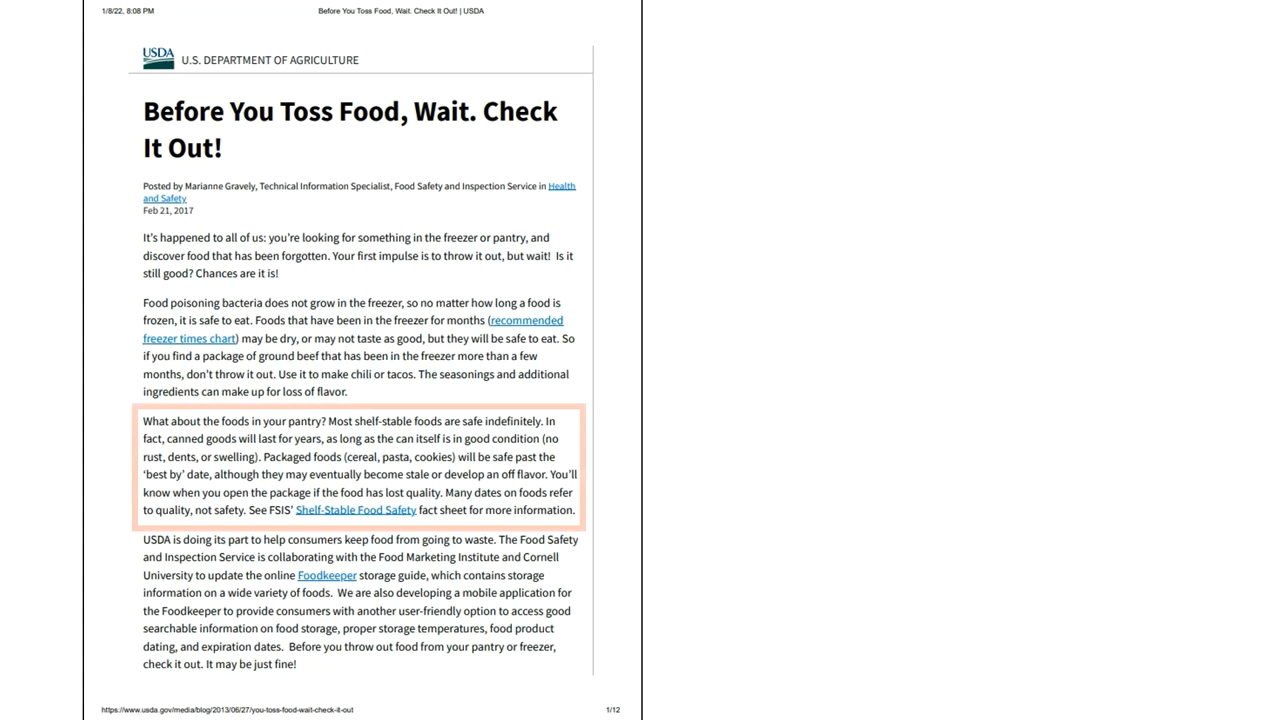 1/8/22, 8:08 PM
Before You Toss Food, Wait. Check It Out! | USDA
USDA
U.S. DEPARTMENT OF AGRICULTURE
Before You Toss Food, Wait. Check
It Out!
Posted by Marianne Gravely, Technical Information Specialist, Food Safety and Inspection Service in Health
and Safety
Feb 21, 2017
It’s happened to all of us: you’re looking for something in the freezer or pantry, and
discover food that has been forgotten. Your first impulse is to throw it out, but wait!  Is it
still good? Chances are it is!
Food poisoning bacteria does not grow in the freezer, so no matter how long a food is
frozen, it is safe to eat. Foods that have been in the freezer for months (recommended
freezer times chart) may be dry, or may not taste as good, but they will be safe to eat. So
if you find a package of ground beef that has been in the freezer more than a few
months, don’t throw it out. Use it to make chili or tacos. The seasonings and additional
ingredients can make up for loss of flavor.
What about the foods in your pantry? Most shelf-stable foods are safe indefinitely. In
fact, canned goods will last for years, as long as the can itself is in good condition (no
rust, dents, or swelling). Packaged foods (cereal, pasta, cookies) will be safe past the
‘best by’ date, although they may eventually become stale or develop an off flavor. You’ll
know when you open the package if the food has lost quality. Many dates on foods refer
to quality, not safety. See FSIS’ Shelf-Stable Food Safety fact sheet for more information.
USDA is doing its part to help consumers keep food from going to waste. The Food Safety
and Inspection Service is collaborating with the Food Marketing Institute and Cornell
University to update the online Foodkeeper storage guide, which contains storage
information on a wide variety of foods.  We are also developing a mobile application for
the Foodkeeper to provide consumers with another user-friendly option to access good
searchable information on food storage, proper storage temperatures, food product
dating, and expiration dates.  Before you throw out food from your pantry or freezer,
check it out. It may be just fine!
https://www.usda.gov/media/blog/2013/06/27/you-toss-food-wait-check-it-out
1/12